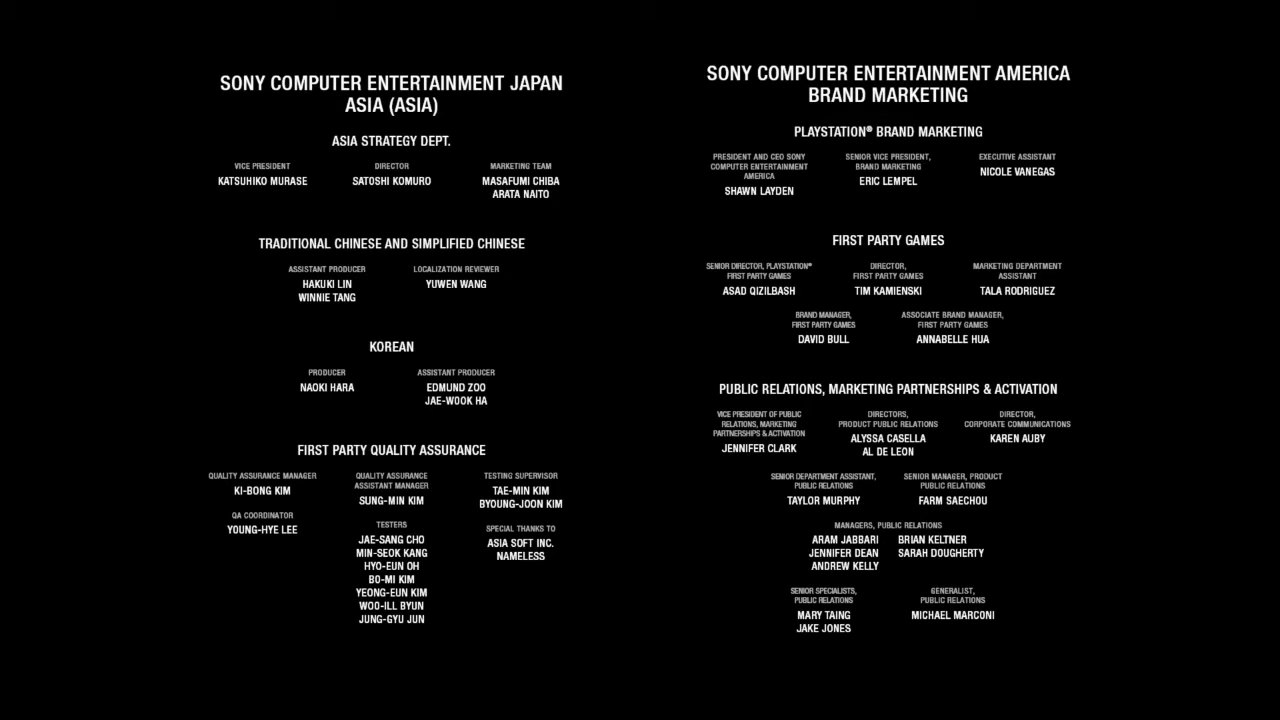 SONY COMPUTER ENTERTAINMENT JAPAN
ASIA (ASIA)
ASIA STRATEGY DEPT.
VICE PRESIDENT
KATSUHIKO MURASE
DIRECTOR
SATOSHI KOMURO
MARKETING TEAM
MASAFUMI CHIBA
ARATA NAITO
TRADITIONAL CHINESE AND SIMPLIFIED CHINESE
ASSISTANT PRODUCER
HAKUKI LIN
WINNIE TANG
LOCALIZATION REVIEWER
YUWEN WANG
KOREAN
PRODUCER
NAOKI HARA
ASSISTANT PRODUCER
EDMUND ZOO
JAE-WOOK HA
FIRST PARTY QUALITY ASSURANCE
QUALITY ASSURANCE MANAGER
KI-BONG KIM
QUALITY ASSURANCE
ASSISTANT MANAGER
SUNG-MIN KIM
TESTING SUPERVISOR
TAE-MIN KIM
BYOUNG-JOON KIM
QA COORDINATOR
YOUNG-HYE LEE
TESTERS
JAE-SANG CHO
MIN-SEOK KANG
HYO-EUN OH
BO-MI KIM
YEONG-EUN KIM
WOO-ILL BYUN
JUNG-GYU JUN
SPECIAL THANKS TO
ASIA SOFT INC.
NAMELESS
SONY COMPUTER ENTERTAINMENT AMERICA
BRAND MARKETING
PLAYSTATION® BRAND MARKETING
PRESIDENT AND CEO SONY
COMPUTER ENTERTAINMENT
AMERICA
SHAWN LAYDEN
SENIOR VICE PRESIDENT,
BRAND MARKETING
ERIC LEMPEL
EXECUTIVE ASSISTANT
NICOLE VANEGAS
FIRST PARTY GAMES
SENIOR DIRECTOR, PLAYSTATION®
FIRST PARTY GAMES
ASAD QIZILBASH
DIRECTOR,
FIRST PARTY GAMES
TIM KAMIENSKI
MARKETING DEPARTMENT
ASSISTANT
TALA RODRIGUEZ
BRAND MANAGER,
FIRST PARTY GAMES
DAVID BULL
ASSOCIATE BRAND MANAGER,
FIRST PARTY GAMES
ANNABELLE HUA
PUBLIC RELATIONS, MARKETING PARTNERSHIPS & ACTIVATION
VICE PRESIDENT OF PUBLIC
RELATIONS, MARKETING
PARTNERSHIPS & ACTIVATION
JENNIFER CLARK
DIRECTORS,
PRODUCT PUBLIC RELATIONS
ALYSSA CASELLA
AL DE LEON
DIRECTOR,
CORPORATE COMMUNICATIONS
KAREN AUBY
SENIOR DEPARTMENT ASSISTANT,
PUBLIC RELATIONS
TAYLOR MURPHY
SENIOR MANAGER, PRODUCT
PUBLIC RELATIONS
FARM SAECHOU
MANAGERS, PUBLIC RELATIONS
ARAM JABBARI
JENNIFER DEAN
ANDREW KELLY
BRIAN KELTNER
SARAH DOUGHERTY
SENIOR SPECIALISTS,
PUBLIC RELATIONS
MARY TAING
JAKE JONES
GENERALIST,
PUBLIC RELATIONS
MICHAEL MARCONI